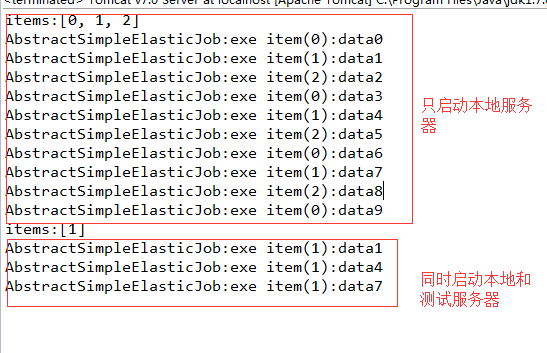 <terminated> Tomcat v7.0 Server at localhost [Apache Tomcat] C:\Program Files\Java\jdk1.7.0
items:[0, 1, 2]
AbstractSimpleElasticJob:exe item(0):data0
AbstractSimpleElasticJob:exe item(1):data1
AbstractSimpleElasticJob:exe item(2):data2
AbstractSimpleElasticJob:exe item(0):data3
AbstractSimpleElasticJob:exe item(1):data4
AbstractSimpleElasticJob:exe item(2):data5
AbstractSimpleElasticJob:exe item(0):data6
AbstractSimpleElasticJob:exe item(1):data7
AbstractSimpleElasticJob:exe item(2):data8
AbstractSimpleElasticJob:exe item(0):data9
只启动本地服务
器
items:[1]
AbstractSimpleElasticJob:exe item(1):data1
AbstractSimpleElasticJob:exe item(1):data4
AbstractSimpleElasticJob:exe item(1):data7
同时启动本地和
测试服务器